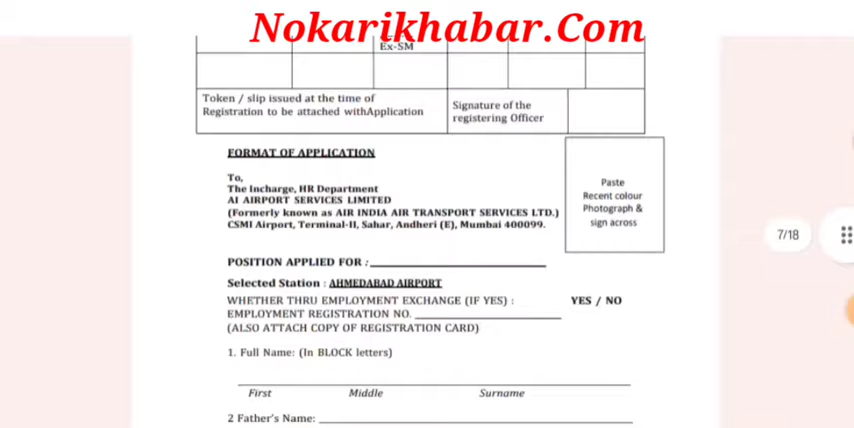 Nokarikhabar.Com
Ex-SM
Token / slip issued at the time of
Registration to be attached withApplication
Signature of the
registering Officer
FORMAT OF APPLICATION
To,
The Incharge, HR Department
AI AIRPORT SERVICES LIMITED
(Formerly known as AIR INDIA AIR TRANSPORT SERVICES LTD.)
CSMI Airport, Terminal-II, Sahar, Andheri (E), Mumbai 400099.
Paste
Recent colour
Photograph &
sign across
7/18
POSITION APPLIED FOR :
Selected Station : AHMEDABAD AIRPORT
WHETHER THRU EMPLOYMENT EXCHANGE (IF YES) : YES / NO
EMPLOYMENT REGISTRATION NO.
(ALSO ATTACH COPY OF REGISTRATION CARD)
1. Full Name: (In BLOCK letters)
First Middle Surname
2 Father's Name: